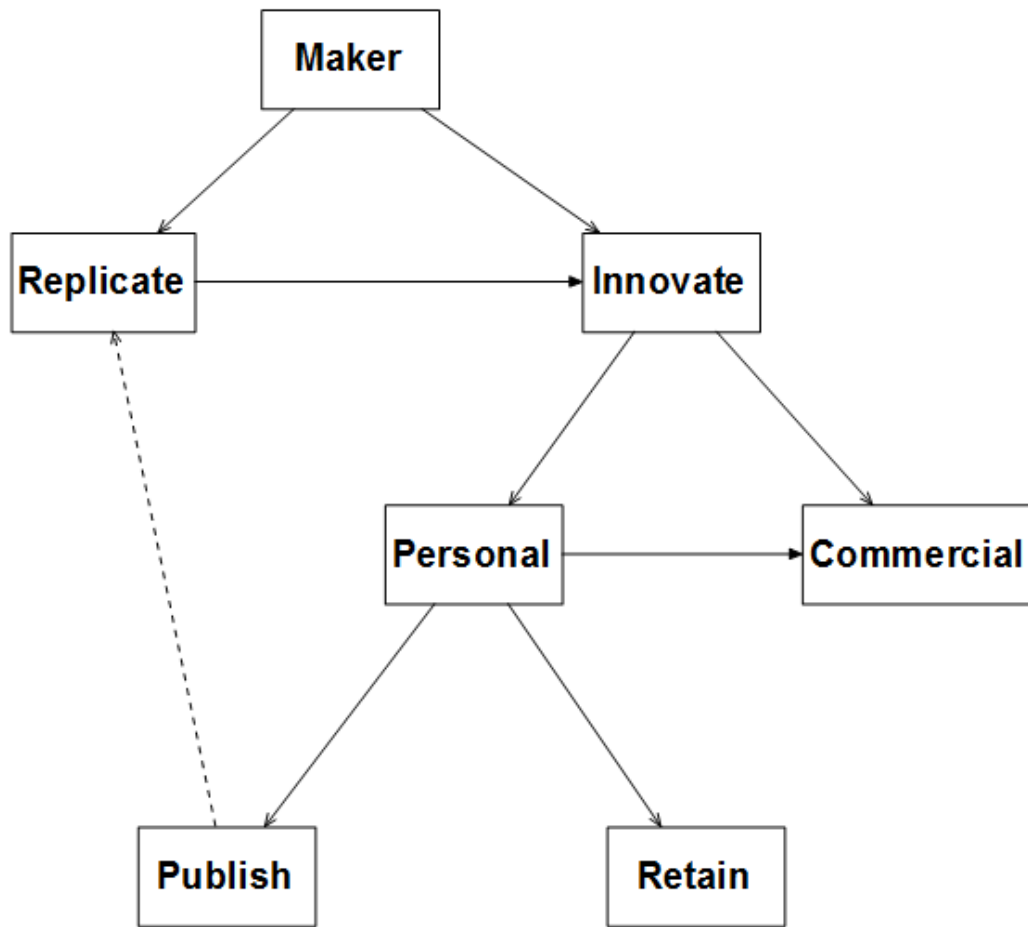 Maker
Replicate
Innovate
Personal
Commercial
Publish
Retain